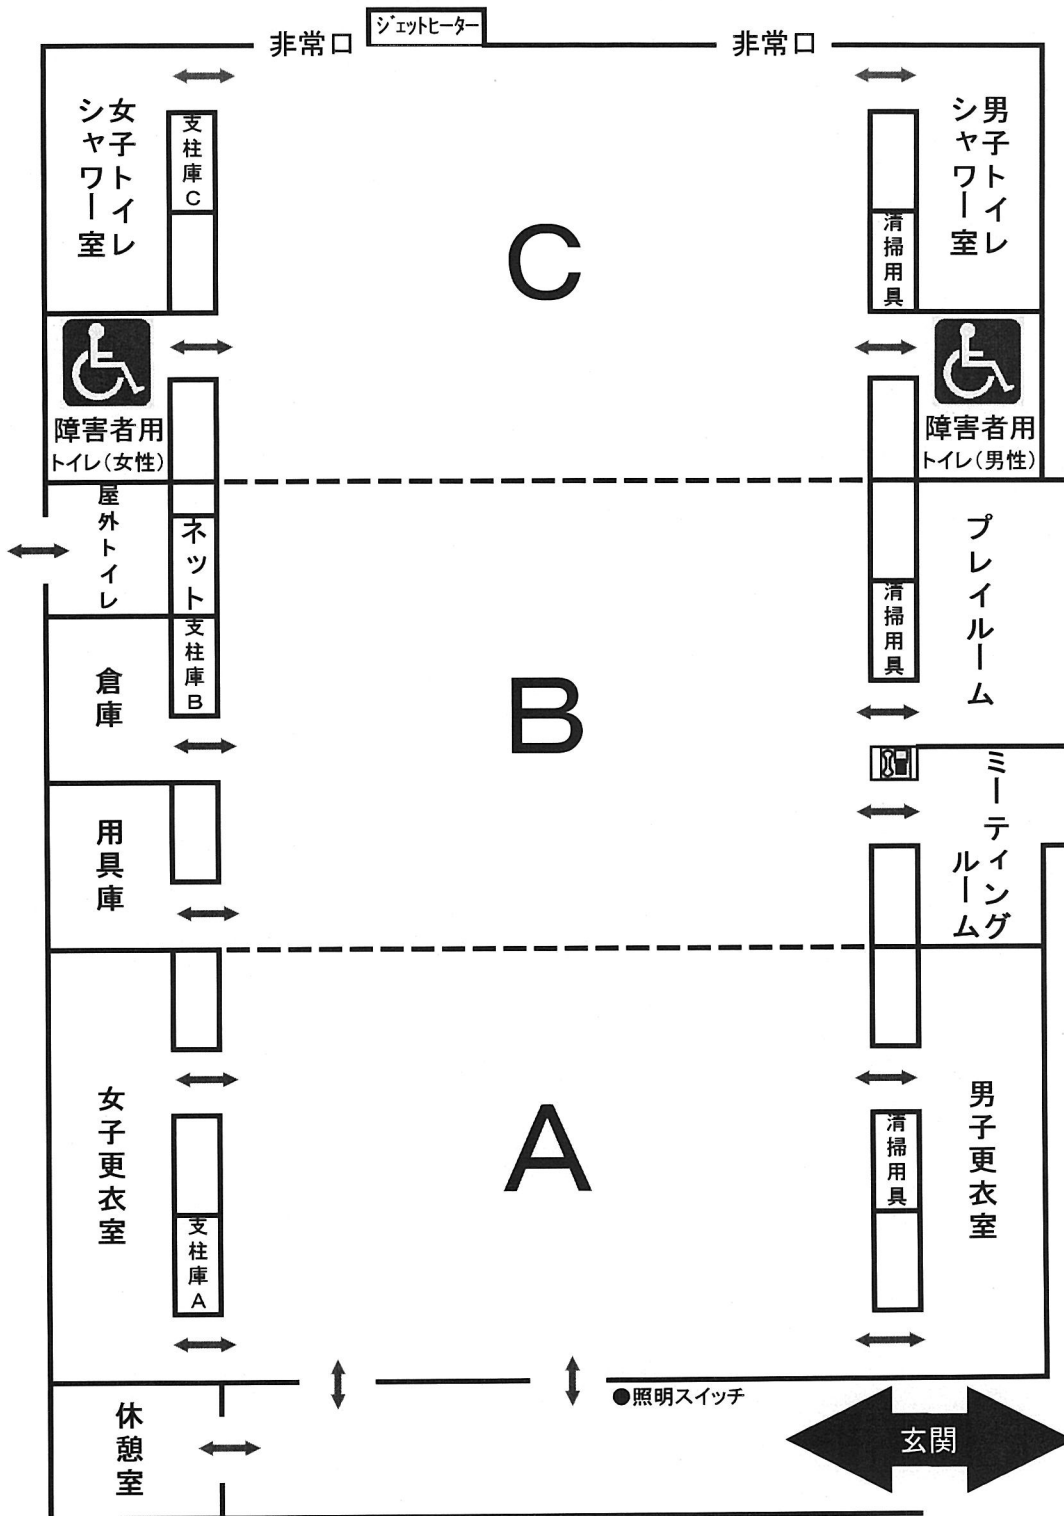 ジェットヒーター
非常口
非常口
女子トイレ
シャワー室
支柱庫C
C
男子トイレ
シャワー室
清掃用具
障害者用
トイレ(女性)
障害者用
トイレ(男性)
屋外トイレ
ネット
支柱庫B
倉庫
用具庫
B
清掃用具
プレイルーム
ミーティング
ルーム
女子更衣室
支柱庫A
A
清掃用具
男子更衣室
●照明スイッチ
休憩室
玄関